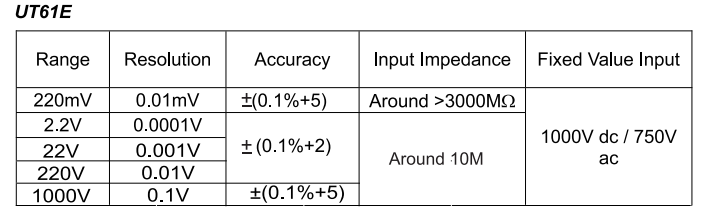 UT61E
Range Resolution Accuracy Input Impedance Fixed Value Input
220mV 0.01mV ±(0.1%+5) Around >3000MΩ
2.2V 0.0001V
22V 0.001V
220V 0.01V
± (0.1%+2)
Around 10M
1000V 0.1V ±(0.1%+5)
1000V dc / 750V
ac